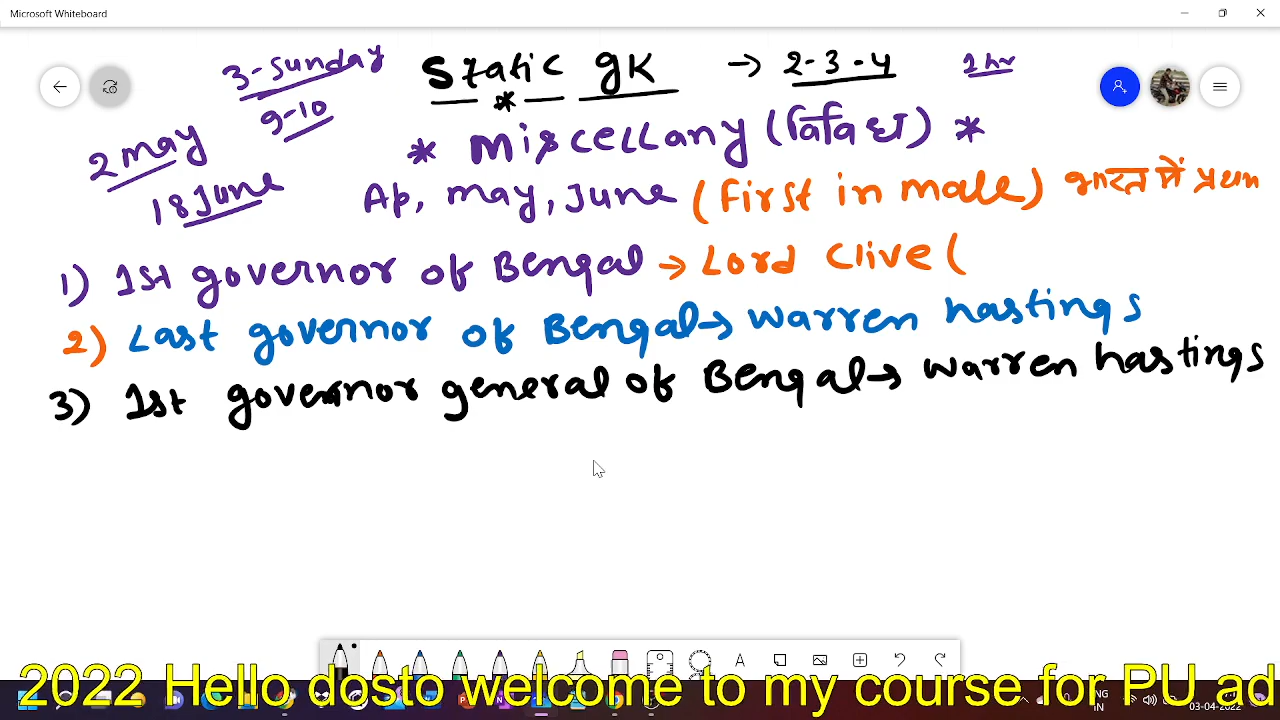 Microsoft Whiteboard
3-Sunday
9-10
2 may
18 June
Static gk → 2-3-4
1 hr
* Miscellany (विविध) *
Ap, may, June (First in male) भारत में प्रथम
1) 1st governor of Bengal → Lord Clive (
2) Last governor of Bengal → Warren hastings
3) 1st governor general of Bengal → Warren hastings
2022 Hello dosto welcome to my course for PU ad
ENG
IN
03-04-2022